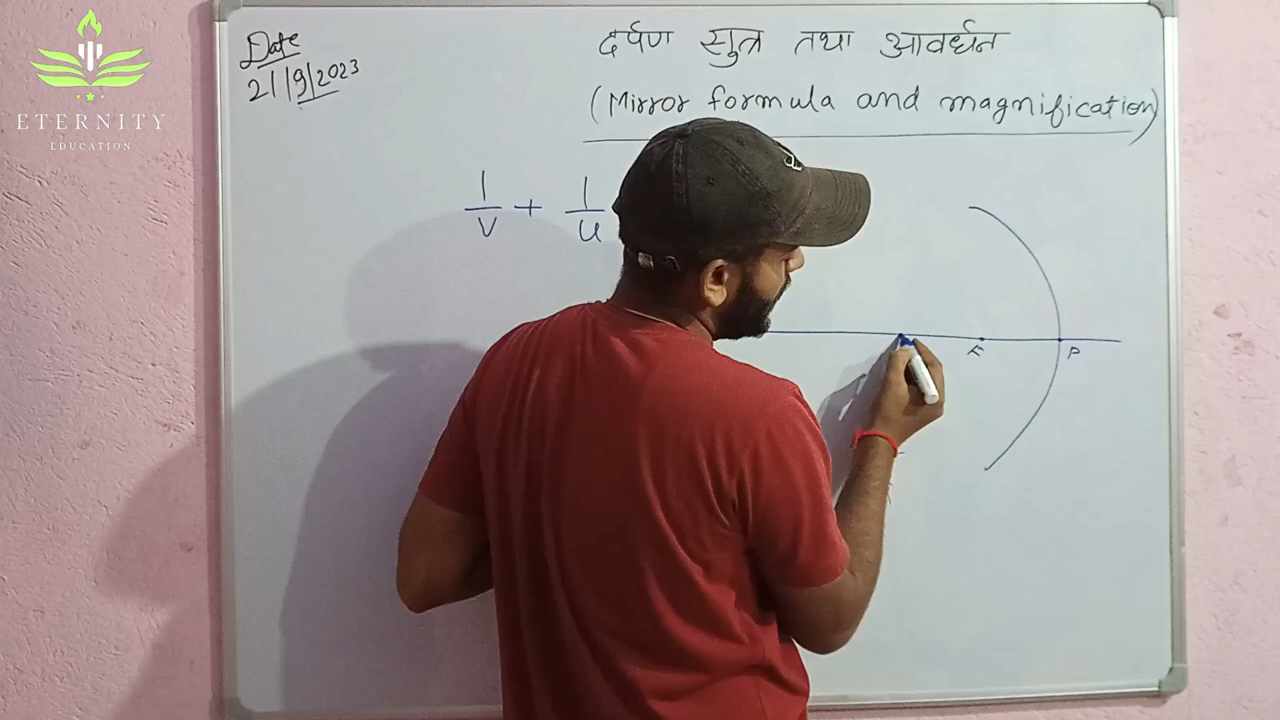 ETERNITY
EDUCATION
Date
21/9/2023
दर्पण सुत्र तथा आवर्धन
(Mirror formula and magnification)
1/v + 1/u
F
P